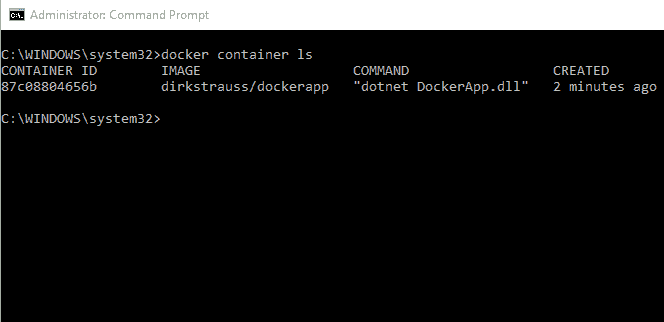 Administrator: Command Prompt
C:\WINDOWS\system32>docker container ls
CONTAINER ID        IMAGE                   COMMAND                  CREATED
87c08804656b        dirkstrauss/dockerapp   "dotnet DockerApp.dll"   2 minutes ago
C:\WINDOWS\system32>